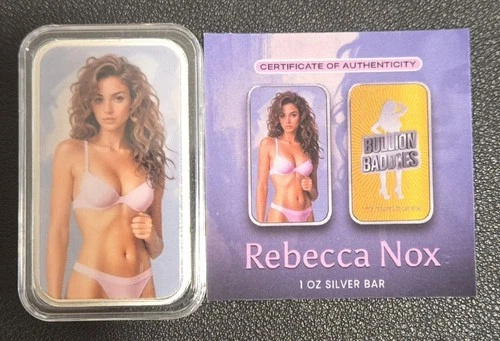 CERTIFICATE OF AUTHENTICITY
BULLION
BADDIES
Rebecca Nox
1 OZ SILVER BAR